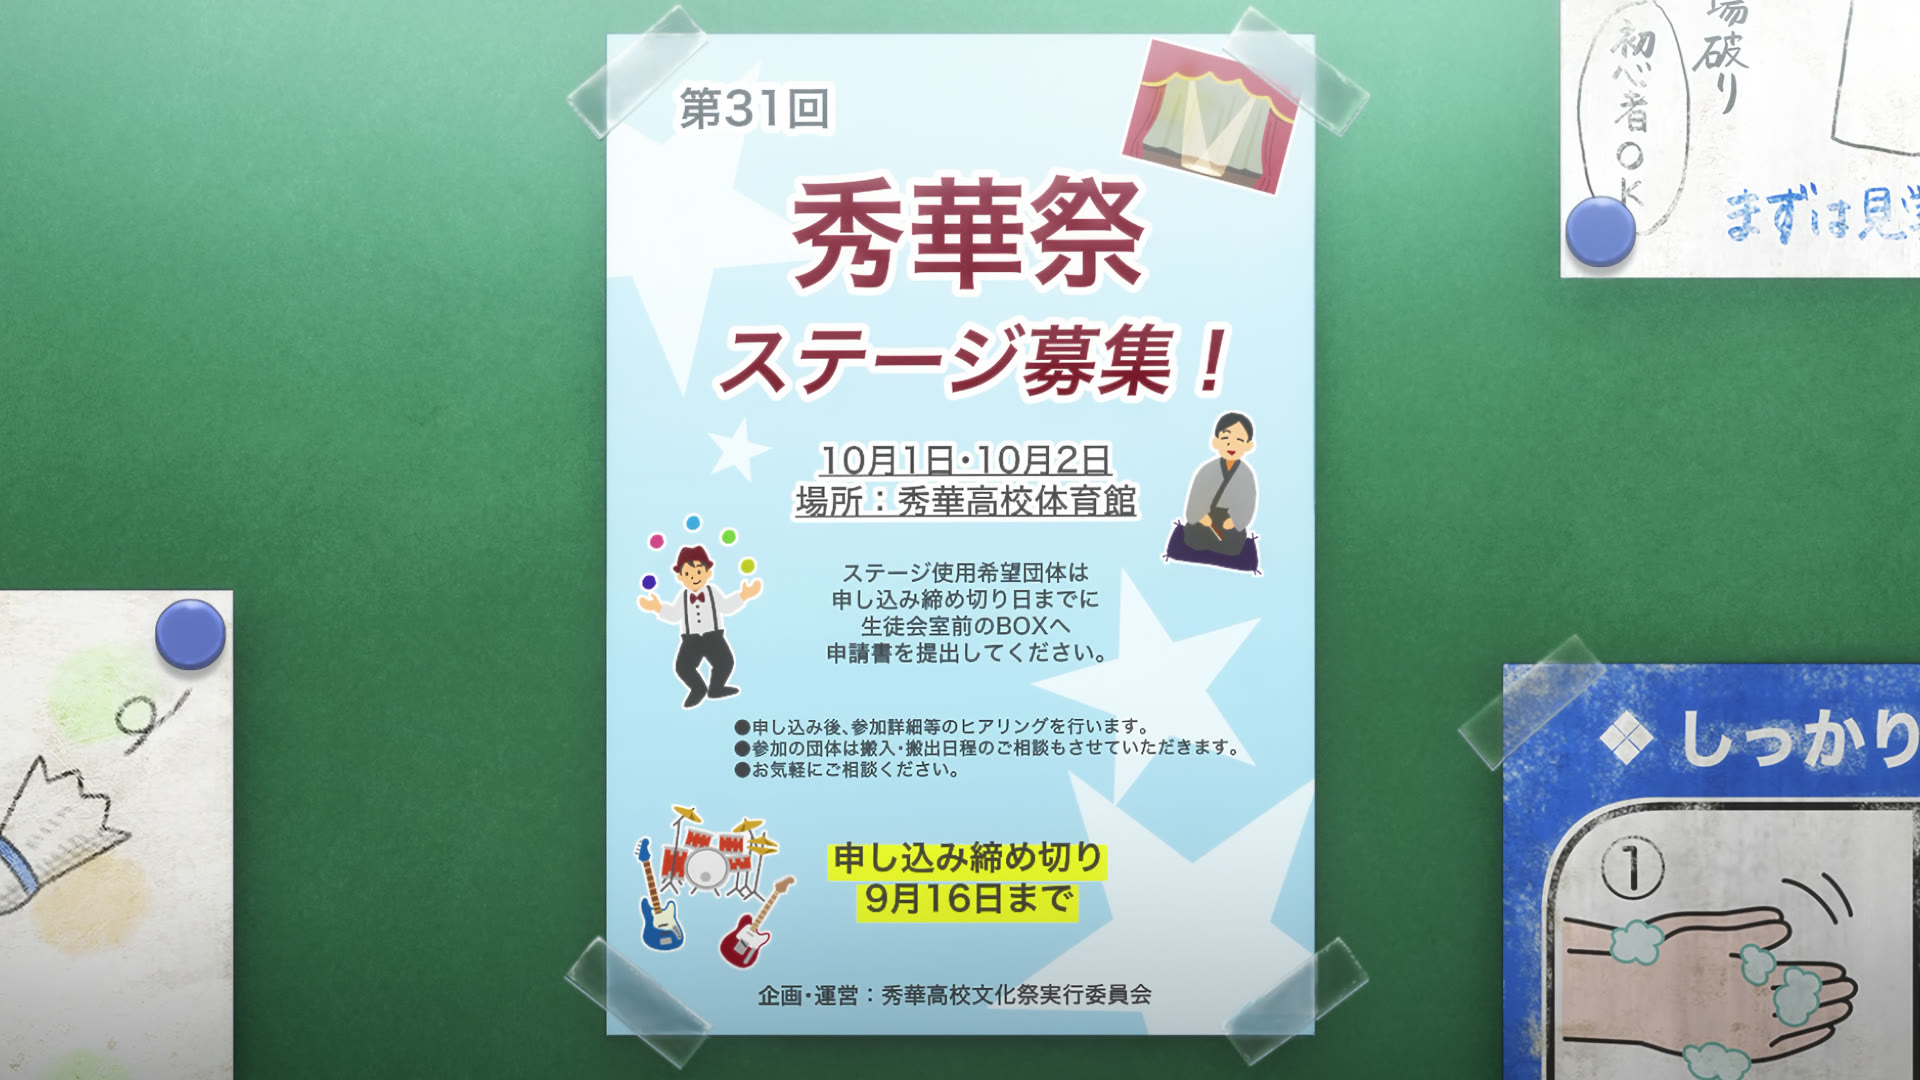 第31回
秀華祭
ステージ募集！
10月1日・10月2日
場所：秀華高校体育館
ステージ使用希望団体は
申し込み締め切り日までに
生徒会室前のBOXへ
申請書を提出してください。
●申し込み後、参加詳細等のヒアリングを行います。
●参加の団体は搬入・搬出日程のご相談もさせていただきます。
●お気軽にご相談ください。
申し込み締め切り
9月16日まで
企画・運営：秀華高校文化祭実行委員会
場破り
初心者OK
まずは見学
❖ しっかり
1